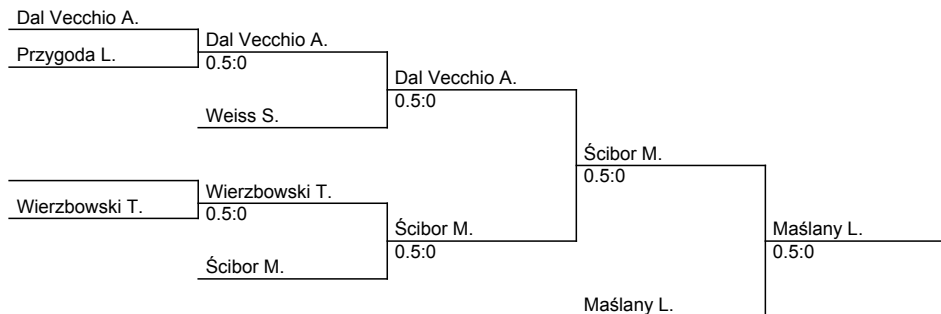 Dal Vecchio A.
Przygoda L.
Dal Vecchio A.
0.5:0
Weiss S.
Dal Vecchio A.
0.5:0
Wierzbowski T.
Wierzbowski T.
0.5:0
Ścibor M.
Ścibor M.
0.5:0
Ścibor M.
0.5:0
Maślany L.
Maślany L.
0.5:0